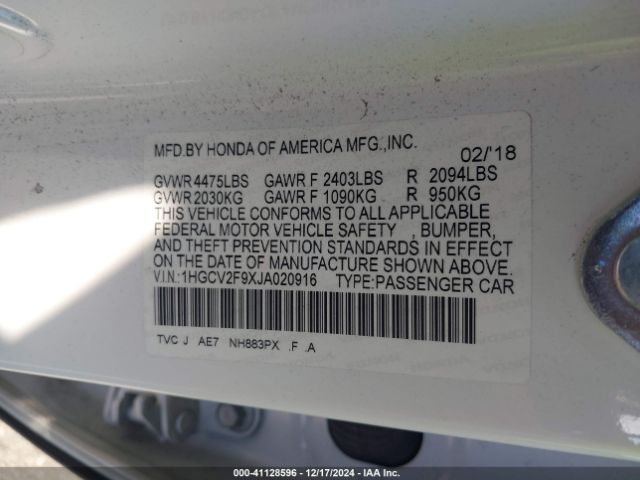 MFD.BY HONDA OF AMERICA MFG.,INC. 02/'18
GVWR 4475LBS GAWR F 2403LBS R 2094LBS
GVWR 2030KG GAWR F 1090KG R 950KG
THIS VEHICLE CONFORMS TO ALL APPLICABLE
FEDERAL MOTOR VEHICLE SAFETY , BUMPER,
AND THEFT PREVENTION STANDARDS IN EFFECT
ON THE DATE OF MANUFACTURE SHOWN ABOVE.
V.I.N: 1HGCV2F9XJA020916 TYPE:PASSENGER CAR
TVC J AE7 NH883PX .F .A
000-41128596 - 12/17/2024 - IAA Inc.